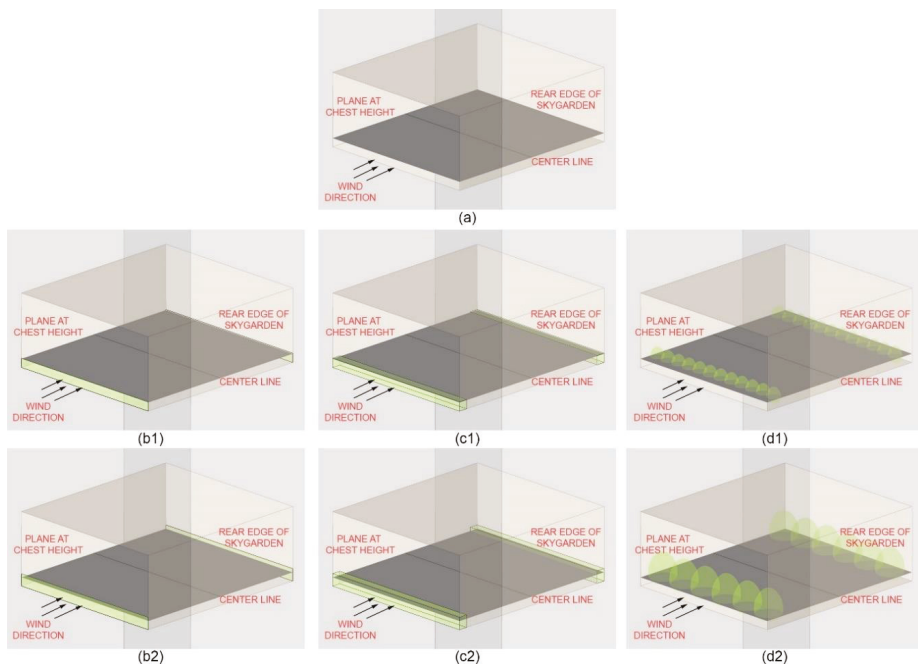 PLANE AT
CHEST HEIGHT
REAR EDGE OF
SKYGARDEN
CENTER LINE
WIND
DIRECTION
(a)
PLANE AT
CHEST HEIGHT
REAR EDGE OF
SKYGARDEN
CENTER LINE
WIND
DIRECTION
(b1)
PLANE AT
CHEST HEIGHT
REAR EDGE OF
SKYGARDEN
CENTER LINE
WIND
DIRECTION
(c1)
PLANE AT
CHEST HEIGHT
REAR EDGE OF
SKYGARDEN
CENTER LINE
WIND
DIRECTION
(d1)
PLANE AT
CHEST HEIGHT
REAR EDGE OF
SKYGARDEN
CENTER LINE
WIND
DIRECTION
(b2)
PLANE AT
CHEST HEIGHT
REAR EDGE OF
SKYGARDEN
CENTER LINE
WIND
DIRECTION
(c2)
PLANE AT
CHEST HEIGHT
REAR EDGE OF
SKYGARDEN
CENTER LINE
WIND
DIRECTION
(d2)